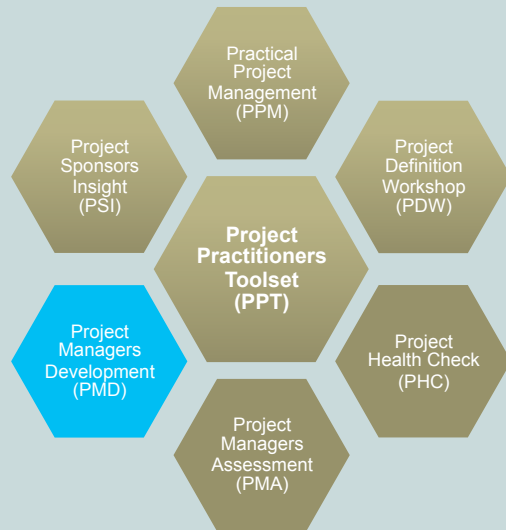 Practical
Project
Management
(PPM)
Project
Sponsors
Insight
(PSI)
Project
Definition
Workshop
(PDW)
Project
Practitioners
Toolset
(PPT)
Project
Managers
Development
(PMD)
Project
Health Check
(PHC)
Project
Managers
Assessment
(PMA)